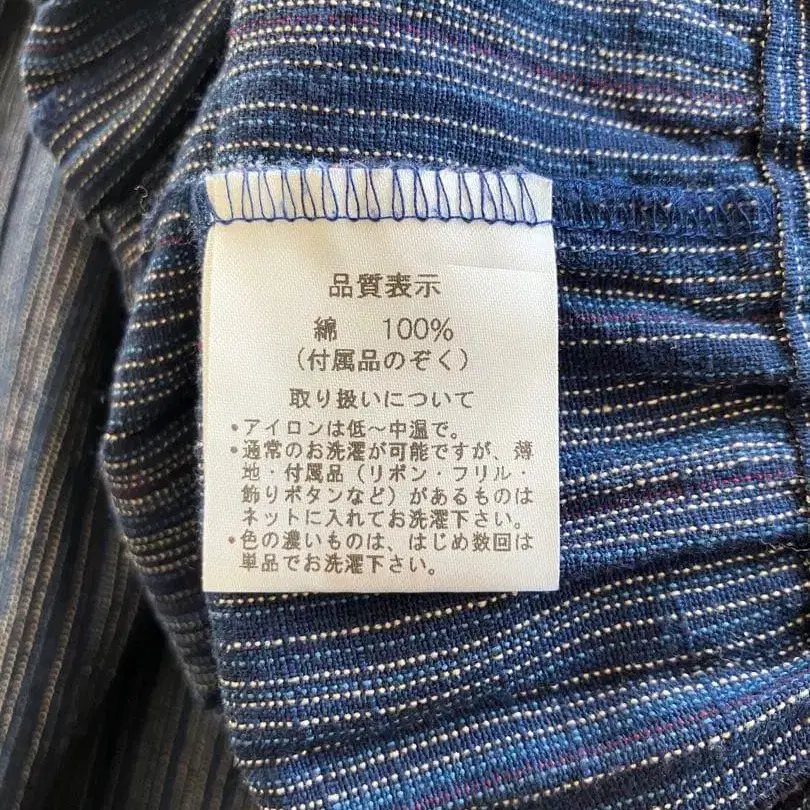 品質表示
綿 100%
(付属品のぞく)
取り扱いについて
・アイロンは低〜中温で。
・通常のお洗濯が可能ですが、薄
地・付属品(リボン・フリル・
飾りボタンなど)があるものは
ネットに入れてお洗濯下さい。
・色の濃いものは、はじめ数回は
単品でお洗濯下さい。